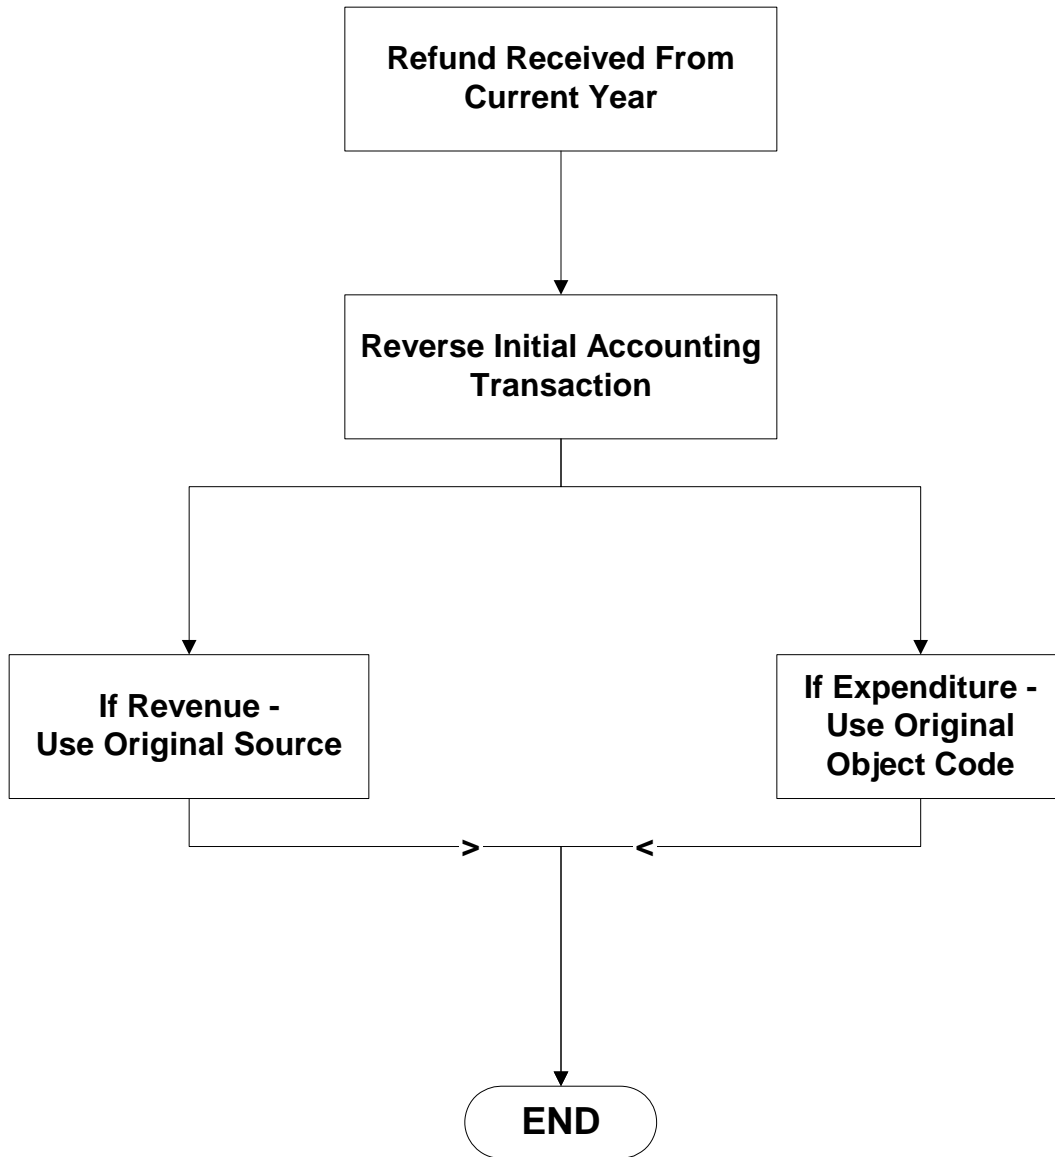 Refund Received From
Current Year
Reverse Initial Accounting
Transaction
If Revenue -
Use Original Source
If Expenditure -
Use Original
Object Code
>
<
END